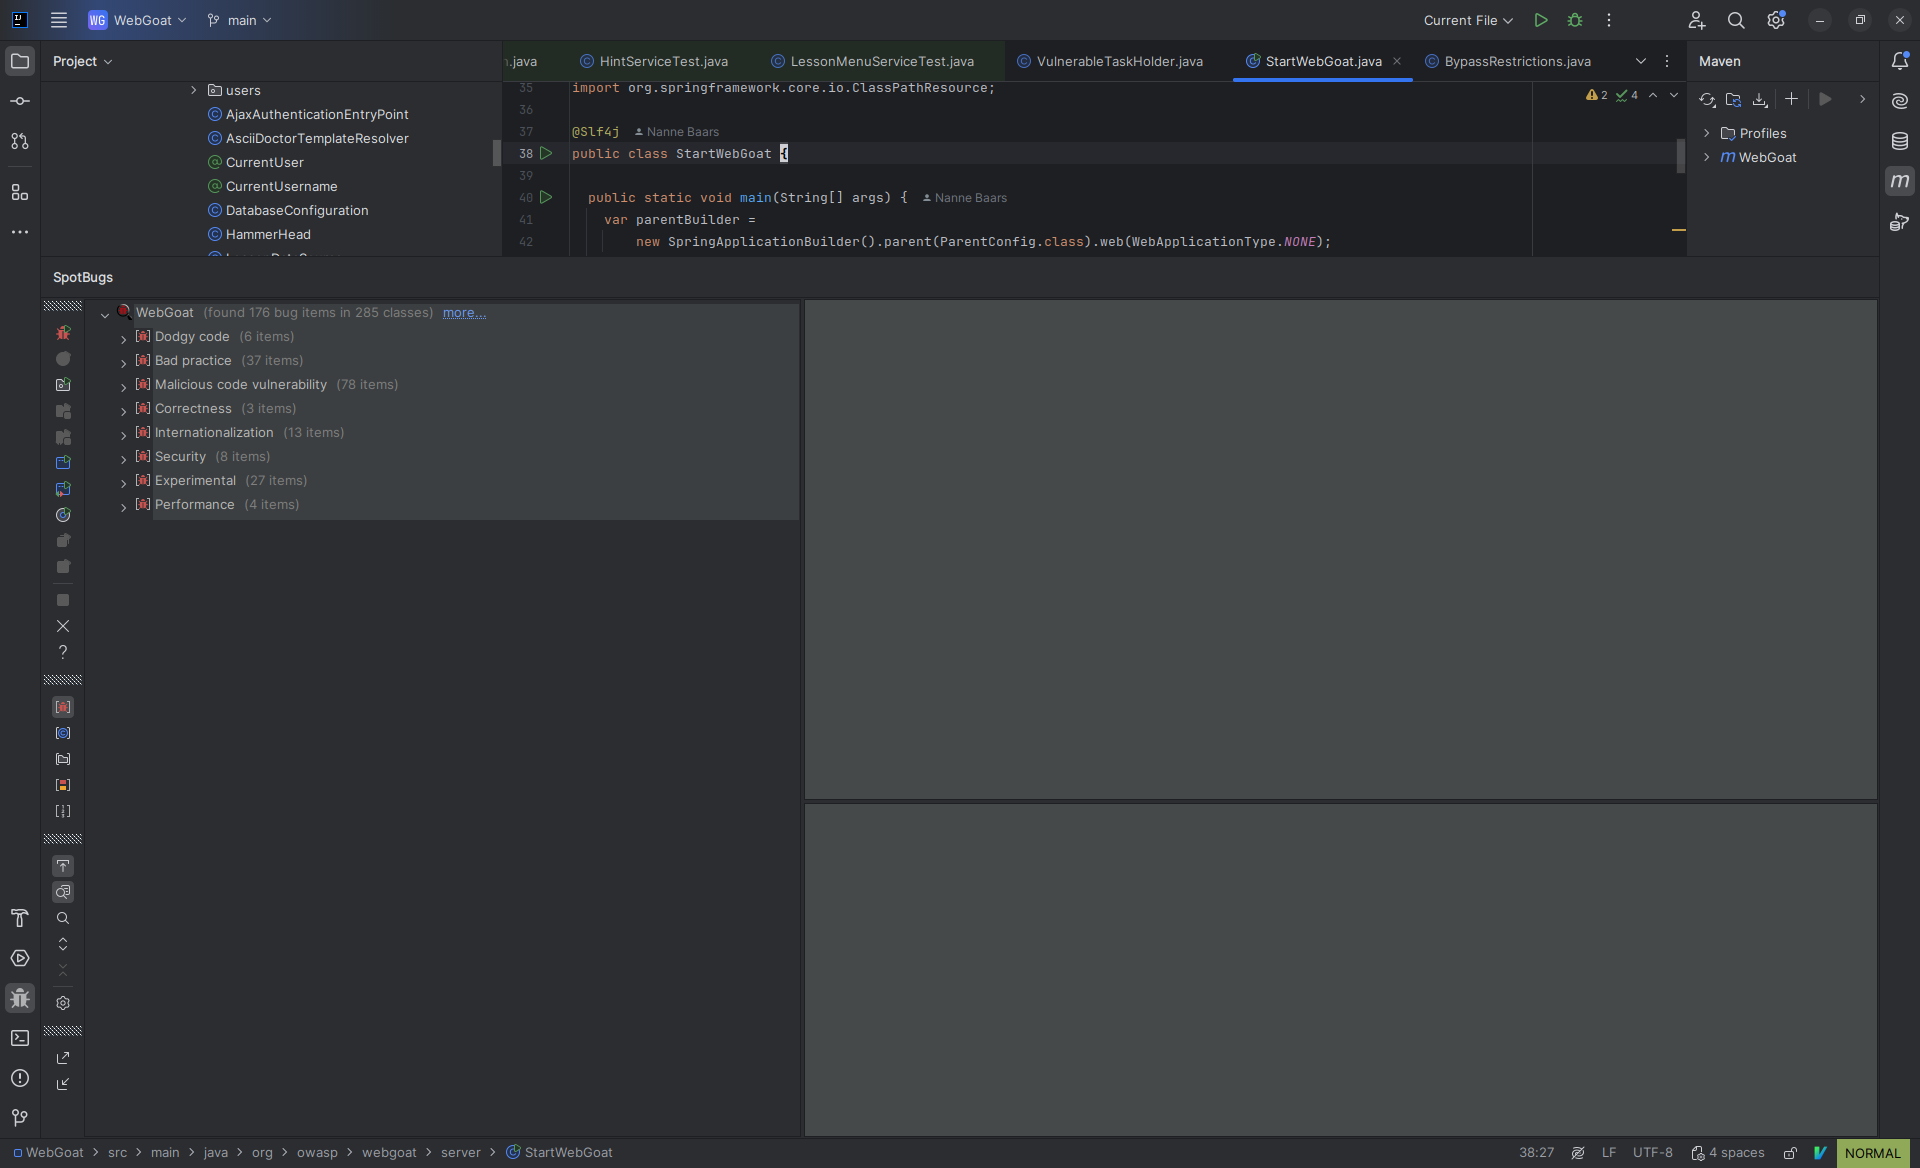 WG WebGoat main Current File
Project
.java HintServiceTest.java LessonMenuServiceTest.java VulnerableTaskHolder.java StartWebGoat.java BypassRestrictions.java
Maven
users
AjaxAuthenticationEntryPoint
AsciiDoctorTemplateResolver
CurrentUser
CurrentUsername
DatabaseConfiguration
HammerHead
35 import org.springframework.core.io.ClassPathResource;
36
37 @Slf4j Nanne Baars
38 public class StartWebGoat {
39
40 public static void main(String[] args) { Nanne Baars
41 var parentBuilder =
42 new SpringApplicationBuilder().parent(ParentConfig.class).web(WebApplicationType.NONE);
2 4
Profiles
m WebGoat
m
SpotBugs
WebGoat (found 176 bug items in 285 classes) more...
Dodgy code (6 items)
Bad practice (37 items)
Malicious code vulnerability (78 items)
Correctness (3 items)
Internationalization (13 items)
Security (8 items)
Experimental (27 items)
Performance (4 items)
WebGoat > src > main > java > org > owasp > webgoat > server > StartWebGoat
38:27 LF UTF-8 4 spaces NORMAL